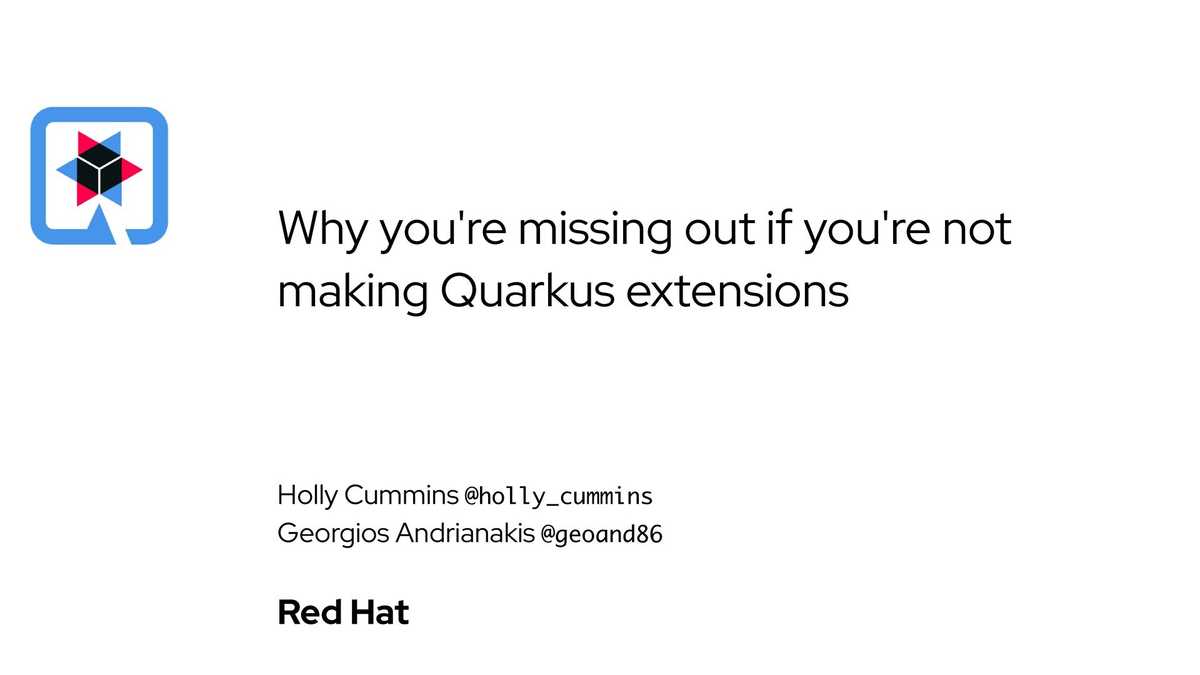 Why you're missing out if you're not
making Quarkus extensions
Holly Cummins @holly_cummins
Georgios Andrianakis @geoand86
Red Hat